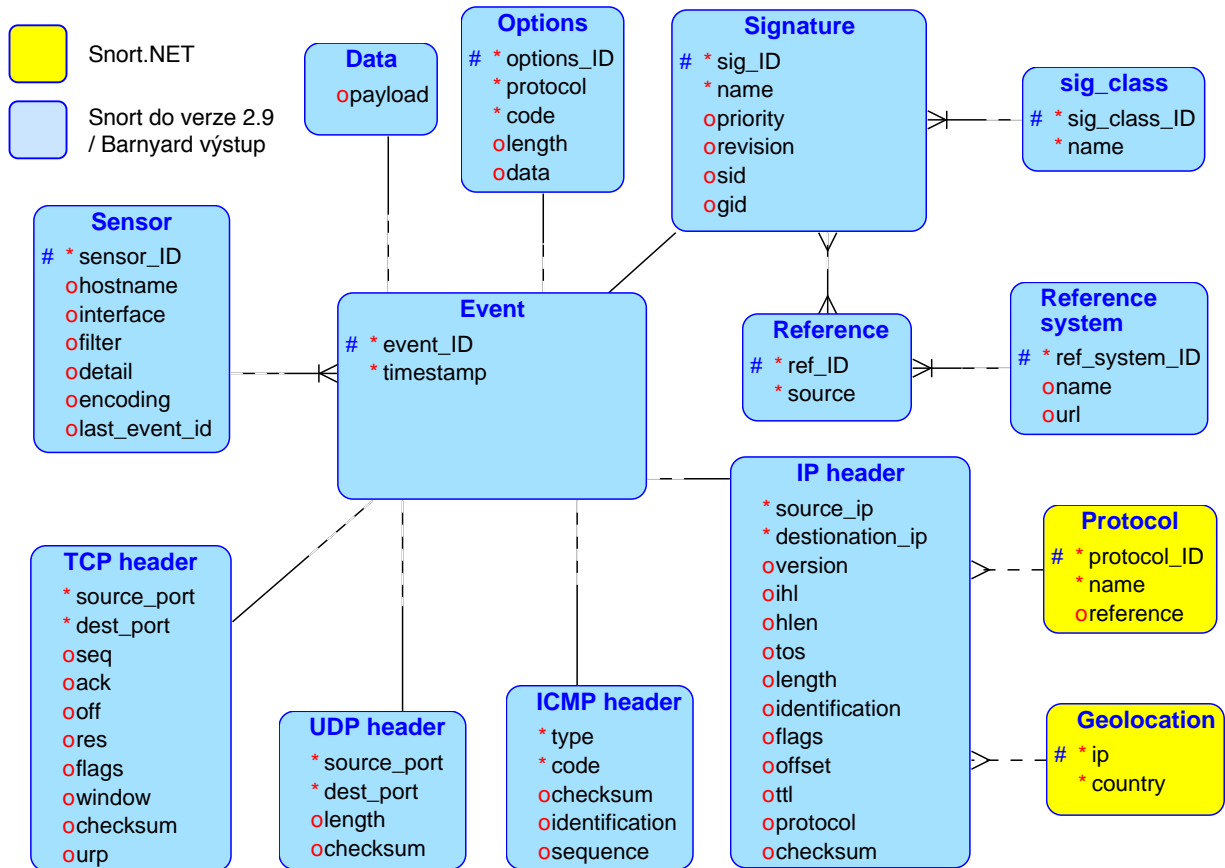 Snort.NET
Snort do verze 2.9
/ Barnyard výstup
Data
opayload
Options
# * options_ID
* protocol
* code
olength
odata
Signature
# * sig_ID
* name
opriority
orevision
osid
ogid
sig_class
# * sig_class_ID
* name
Sensor
# * sensor_ID
ohostname
ointerface
ofilter
odetail
oencoding
olast_event_id
Event
# * event_ID
* timestamp
Reference
# * ref_ID
* source
Reference
system
# * ref_system_ID
oname
ourl
TCP header
* source_port
* dest_port
oseq
oack
ooff
ores
oflags
owindow
ochecksum
ourp
UDP header
* source_port
* dest_port
olength
ochecksum
ICMP header
* type
* code
ochecksum
oidentification
osequence
IP header
* source_ip
* destionation_ip
oversion
oihl
ohlen
otos
olength
oidentification
oflags
ooffset
ottl
oprotocol
ochecksum
Protocol
# * protocol_ID
* name
oreference
Geolocation
# * ip
* country